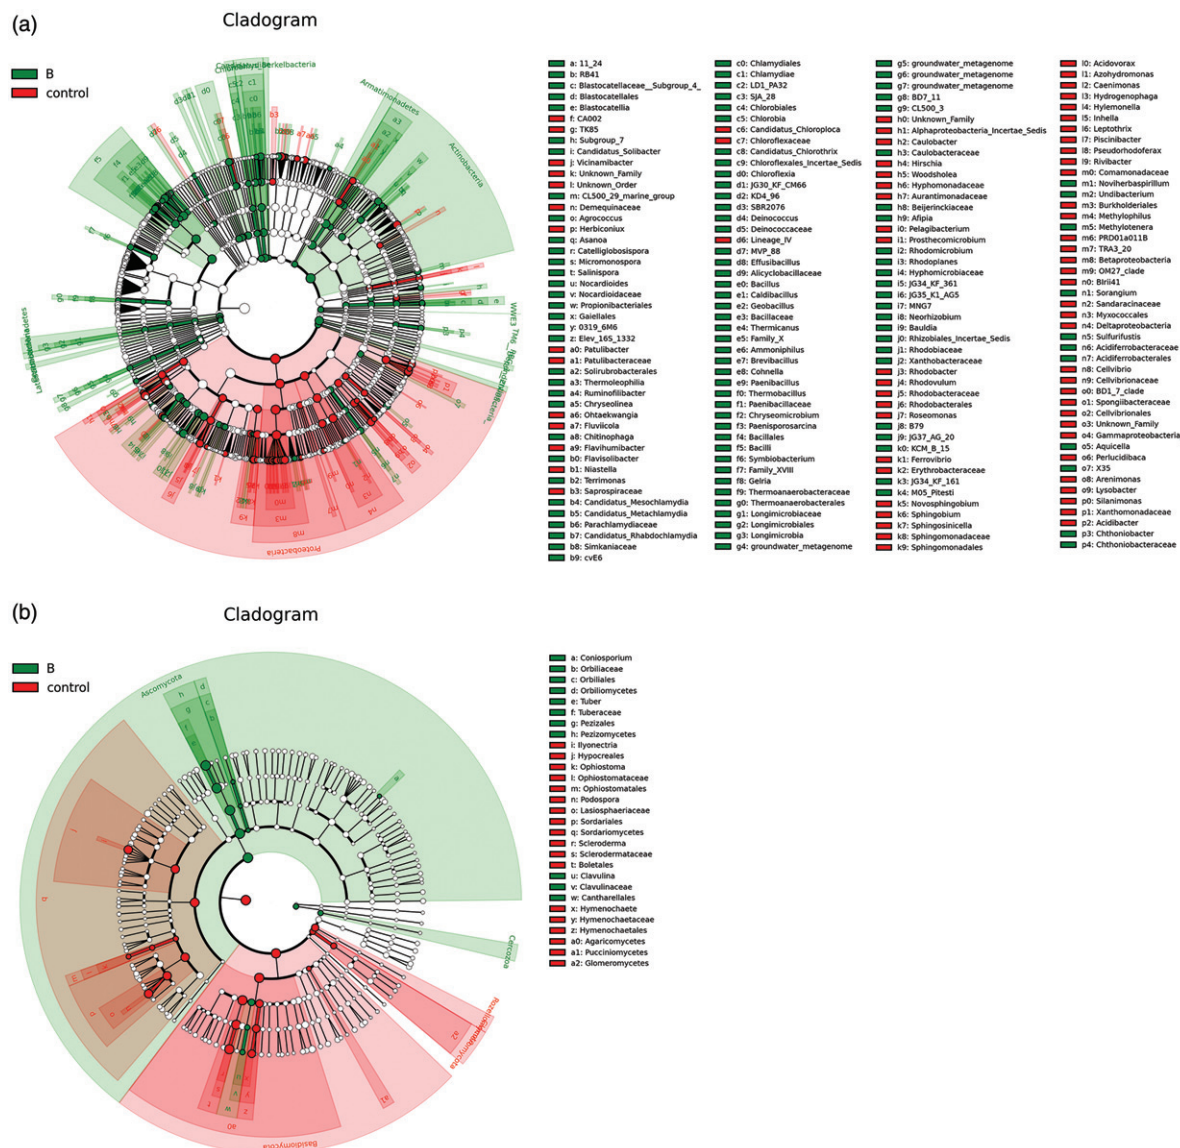 (a)
Cladogram
B
control
Armatimonadetes
Actinobacteria
Proteobacteria
a: 11_24
b: RB41
c: Blastocatellaceae__Subgroup_4_
d: Blastocatellales
e: Blastocatellia
f: CA002
g: TK85
h: Subgroup_7
i: Candidatus_Solibacter
j: Vicinamibacter
k: Unknown_Family
l: Unknown_Order
m: CL500_29_marine_group
n: Demequinaceae
o: Agrococcus
p: Herbiconiux
q: Asanoa
r: Catelliglobosispora
s: Micromonospora
t: Salinispora
u: Nocardioides
v: Nocardioidaceae
w: Propionibacteriales
x: Gaiellales
y: 0319_6M6
z: Elev_16S_1332
a0: Patulibacter
a1: Patulibacteraceae
a2: Solirubrobacterales
a3: Thermoleophilia
a4: Ruminofilibacter
a5: Chryseolinea
a6: Ohtaekwangia
a7: Fluviicola
a8: Chitinophaga
a9: Flavihumibacter
b0: Flavisolibacter
b1: Niastella
b2: Terrimonas
b3: Saprospiraceae
b4: Candidatus_Mesochlamydia
b5: Candidatus_Metachlamydia
b6: Parachlamydiaceae
b7: Candidatus_Rhabdochlamydia
b8: Simkaniaceae
b9: cvE6
c0: Chlamydiales
c1: Chlamydiae
c2: LD1_PA32
c3: SJA_28
c4: Chlorobiales
c5: Chlorobia
c6: Candidatus_Chloroploca
c7: Chloroflexaceae
c8: Candidatus_Chlorothrix
c9: Chloroflexales_Incertae_Sedis
d0: Chloroflexia
d1: JG30_KF_CM66
d2: KD4_96
d3: SBR2076
d4: Deinococcus
d5: Deinococcaceae
d6: Lineage_IV
d7: MVP_88
d8: Effusibacillus
d9: Alicyclobacillaceae
e0: Bacillus
e1: Caldibacillus
e2: Geobacillus
e3: Bacillaceae
e4: Thermicanus
e5: Family_X
e6: Ammoniphilus
e7: Brevibacillus
e8: Cohnella
e9: Paenibacillus
f0: Thermobacillus
f1: Paenibacillaceae
f2: Chryseomicrobium
f3: Paenisporosarcina
f4: Bacillales
f5: Bacilli
f6: Symbiobacterium
f7: Family_XVIII
f8: Gelria
f9: Thermoanaerobacteraceae
g0: Thermoanaerobacterales
g1: Longimicrobiaceae
g2: Longimicrobiales
g3: Longimicrobia
g4: groundwater_metagenome
g5: groundwater_metagenome
g6: groundwater_metagenome
g7: groundwater_metagenome
g8: BD7_11
g9: CL500_3
h0: Unknown_Family
h1: Alphaproteobacteria_Incertae_Sedis
h2: Caulobacter
h3: Caulobacteraceae
h4: Hirschia
h5: Woodsholea
h6: Hyphomonadaceae
h7: Aurantimonadaceae
h8: Beijerinckiaceae
h9: Afipia
i0: Pelagibacterium
i1: Prosthecomicrobium
i2: Rhodomicrobium
i3: Rhodoplanes
i4: Hyphomicrobiaceae
i5: JG34_KF_361
i6: JG35_K1_AG5
i7: MNG7
i8: Neorhizobium
i9: Bauldia
j0: Rhizobiales_Incertae_Sedis
j1: Rhodobiaceae
j2: Xanthobacteraceae
j3: Rhodobacter
j4: Rhodovulum
j5: Rhodobacteraceae
j6: Rhodobacterales
j7: Roseomonas
j8: B79
j9: JG37_AG_20
k0: KCM_B_15
k1: Ferrovibrio
k2: Erythrobacteraceae
k3: JG34_KF_161
k4: M05_Pitesti
k5: Novosphingobium
k6: Sphingobium
k7: Sphingosinicella
k8: Sphingomonadaceae
k9: Sphingomonadales
l0: Acidovorax
l1: Azohydromonas
l2: Caenimonas
l3: Hydrogenophaga
l4: Hylemonella
l5: Inhella
l6: Leptothrix
l7: Piscinibacter
l8: Pseudorhodoferax
l9: Rivibacter
m0: Comamonadaceae
m1: Noviherbaspirillum
m2: Undibacterium
m3: Burkholderiales
m4: Methylophilus
m5: Methylotenera
m6: PRD01a011B
m7: TRA3_20
m8: Betaproteobacteria
m9: OM27_clade
n0: BIrii41
n1: Sorangium
n2: Sandaracinaceae
n3: Myxococcales
n4: Deltaproteobacteria
n5: Sulfurifustis
n6: Acidiferrobacteraceae
n7: Acidiferrobacterales
n8: Cellvibrio
n9: Cellvibrionaceae
o0: BD1_7_clade
o1: Spongiibacteraceae
o2: Cellvibrionales
o3: Unknown_Family
o4: Gammaproteobacteria
o5: Aquicella
o6: Perlucidibaca
o7: X35
o8: Arenimonas
o9: Lysobacter
p0: Silanimonas
p1: Xanthomonadaceae
p2: Acidibacter
p3: Chthoniobacter
p4: Chthoniobacteraceae
(b)
Cladogram
B
control
Ascomycota
Cercozoa
Basidiomycota
a: Coniosporium
b: Orbiliaceae
c: Orbiliales
d: Orbiliomycetes
e: Tuber
f: Tuberaceae
g: Pezizales
h: Pezizomycetes
i: Ilyonectria
j: Hypocreales
k: Ophiostoma
l: Ophiostomataceae
m: Ophiostomatales
n: Podospora
o: Lasiosphaeriaceae
p: Sordariales
q: Sordariomycetes
r: Scleroderma
s: Sclerodermataceae
t: Boletales
u: Clavulina
v: Clavulinaceae
w: Cantharellales
x: Hymenochaete
y: Hymenochaetaceae
z: Hymenochaetales
a0: Agaricomycetes
a1: Pucciniomycetes
a2: Glomeromycetes